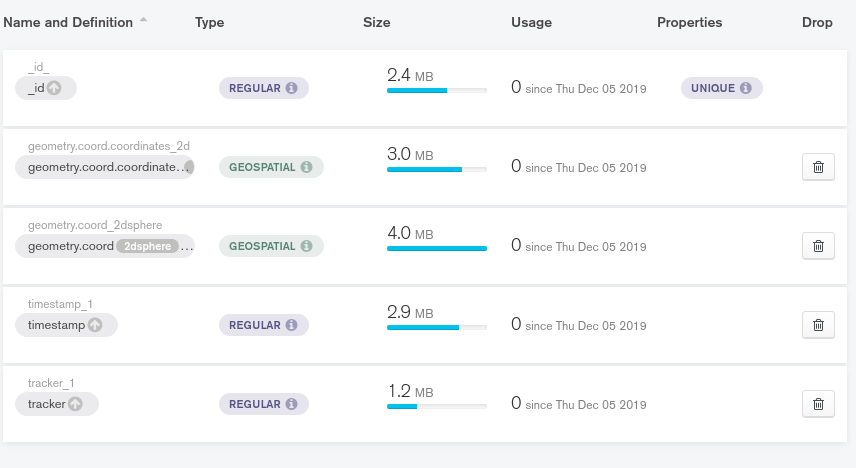 Name and Definition Type Size Usage Properties Drop
_id_
_id REGULAR 2.4 MB 0 since Thu Dec 05 2019 UNIQUE
geometry.coord.coordinates_2d
geometry.coord.coordinate... GEOSPATIAL 3.0 MB 0 since Thu Dec 05 2019
geometry.coord_2dsphere
geometry.coord 2dsphere ... GEOSPATIAL 4.0 MB 0 since Thu Dec 05 2019
timestamp_1
timestamp REGULAR 2.9 MB 0 since Thu Dec 05 2019
tracker_1
tracker REGULAR 1.2 MB 0 since Thu Dec 05 2019